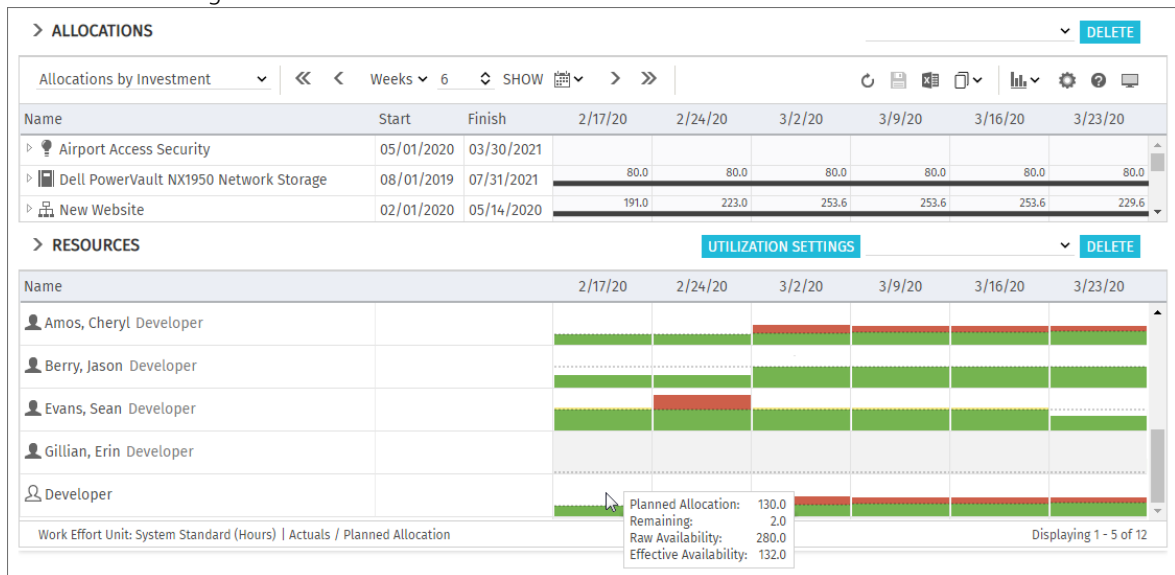 ALLOCATIONS DELETE
Allocations by Investment Weeks 6 SHOW
Name Start Finish 2/17/20 2/24/20 3/2/20 3/9/20 3/16/20 3/23/20
Airport Access Security 05/01/2020 03/30/2021
Dell PowerVault NX1950 Network Storage 08/01/2019 07/31/2021 80.0 80.0 80.0 80.0 80.0 80.0
New Website 02/01/2020 05/14/2020 191.0 223.0 253.6 253.6 253.6 229.6
RESOURCES UTILIZATION SETTINGS DELETE
Name 2/17/20 2/24/20 3/2/20 3/9/20 3/16/20 3/23/20
Amos, Cheryl Developer
Berry, Jason Developer
Evans, Sean Developer
Gillian, Erin Developer
Developer
Planned Allocation: 130.0
Remaining: 2.0
Raw Availability: 280.0
Effective Availability: 132.0
Work Effort Unit: System Standard (Hours) | Actuals / Planned Allocation Displaying 1 - 5 of 12